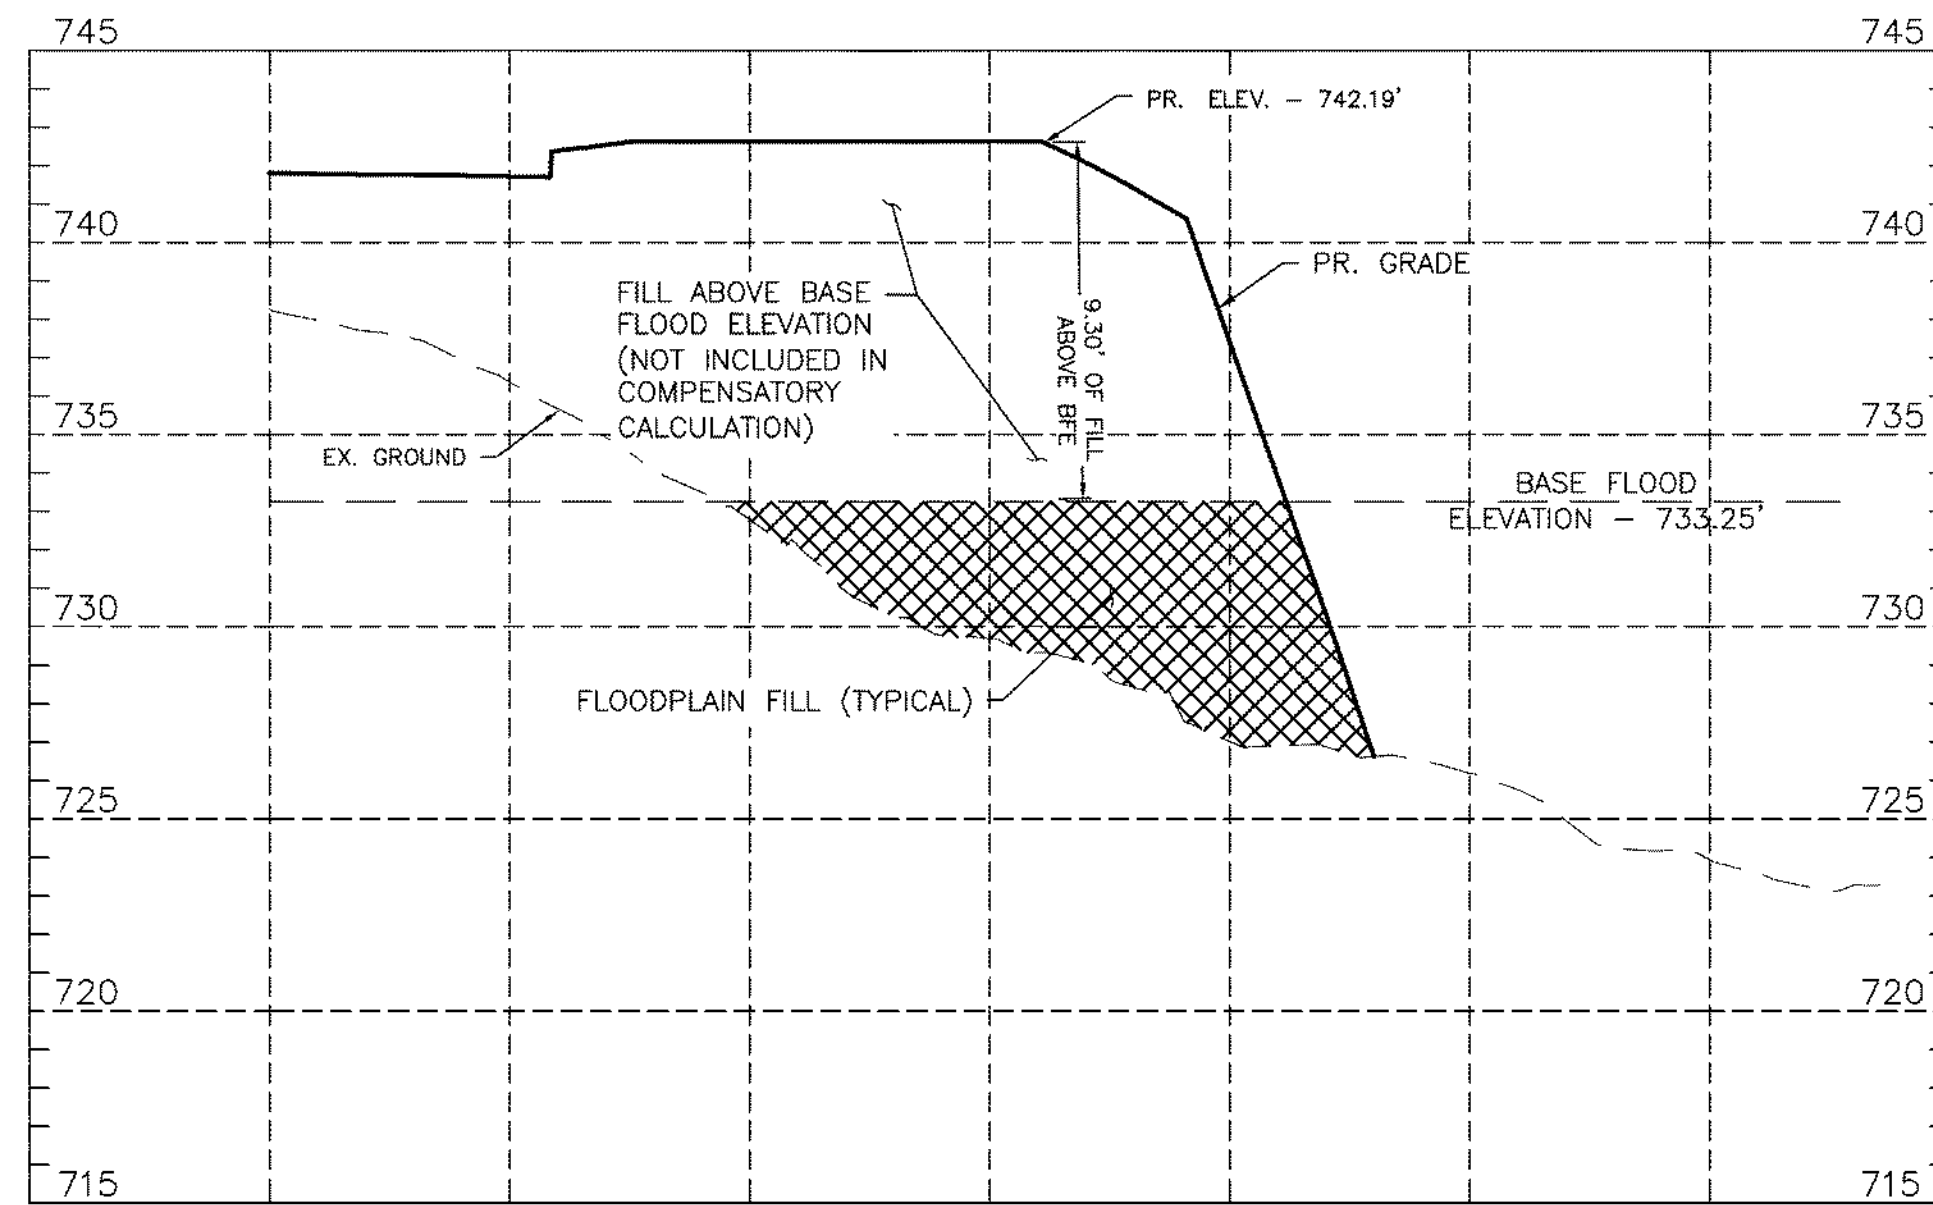 745
745
PR. ELEV. - 742.19'
740
740
PR. GRADE
FILL ABOVE BASE
FLOOD ELEVATION
(NOT INCLUDED IN
COMPENSATORY
CALCULATION)
9.30' OF FILL
ABOVE BFE
735
735
EX. GROUND
BASE FLOOD
ELEVATION - 733.25'
730
730
FLOODPLAIN FILL (TYPICAL)
725
725
720
720
715
715